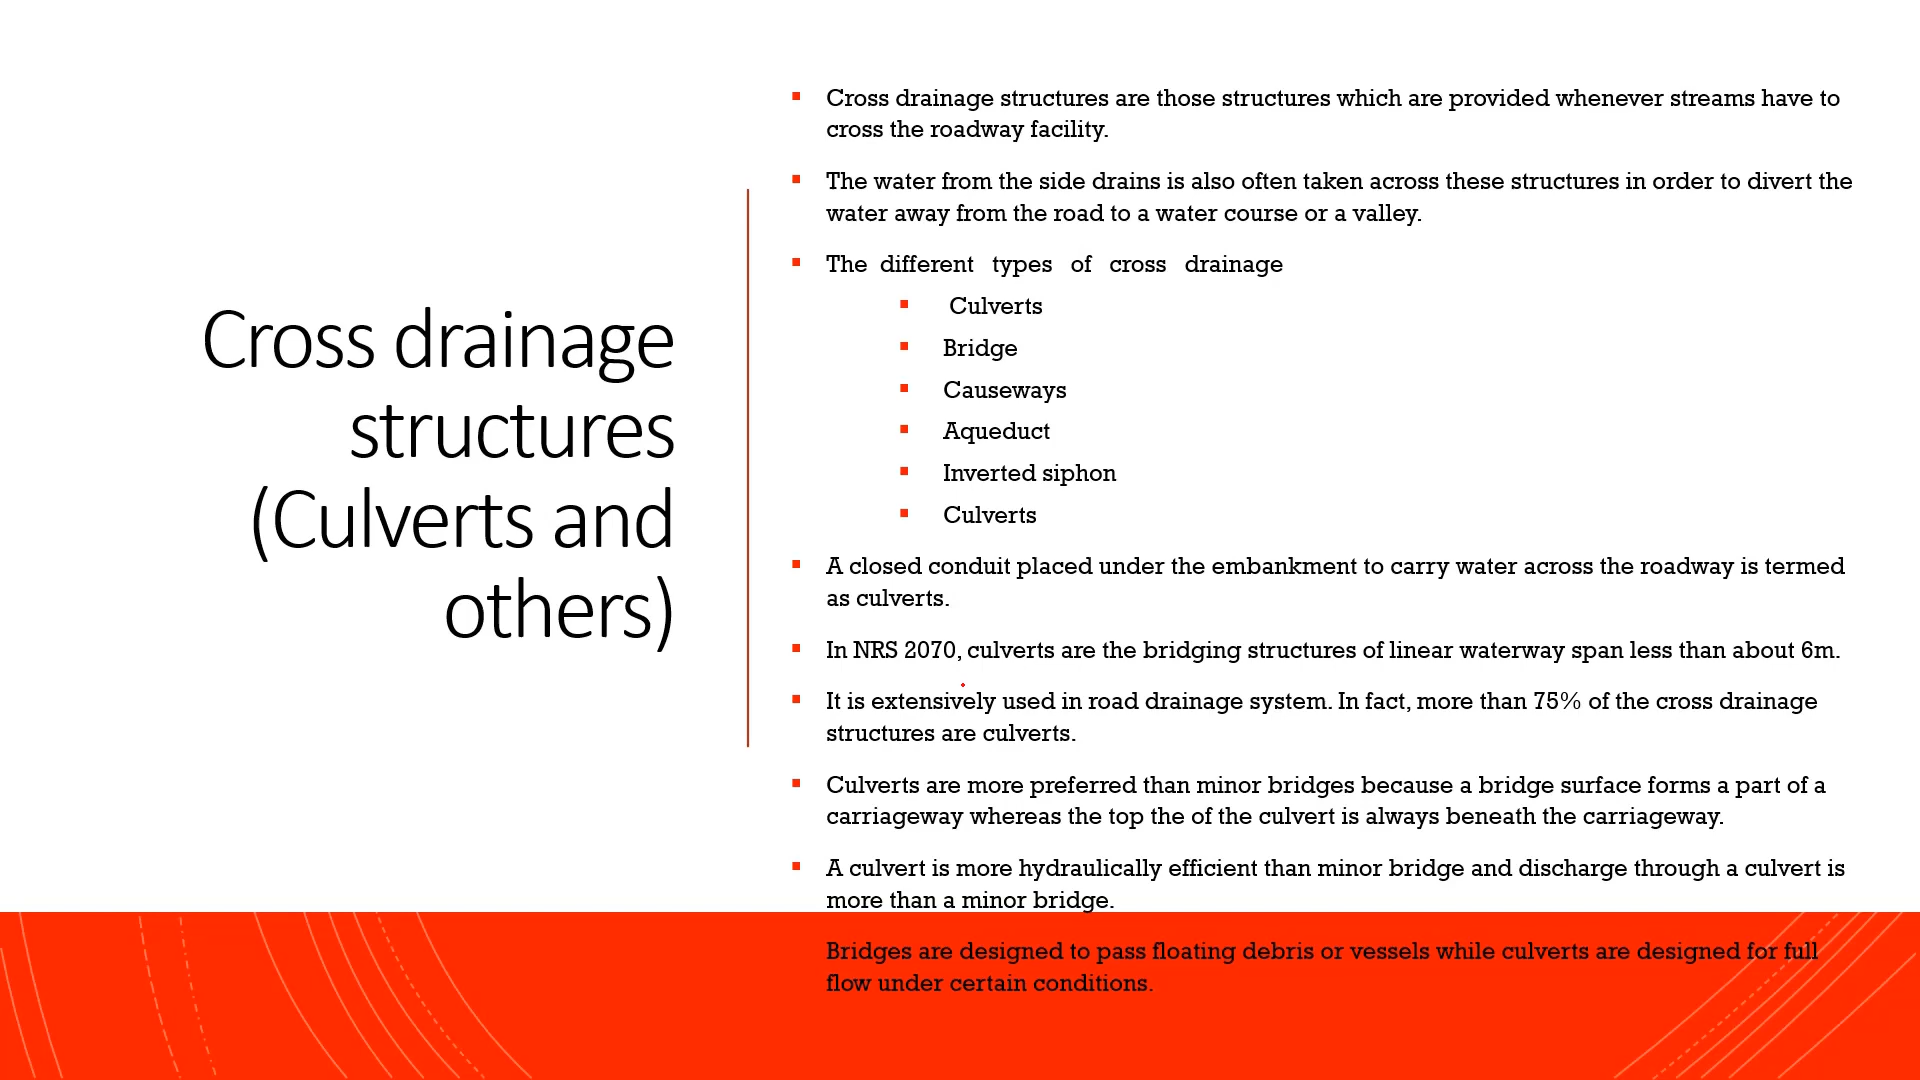 Cross drainage
structures
(Culverts and
others)
Cross drainage structures are those structures which are provided whenever streams have to
cross the roadway facility.
The water from the side drains is also often taken across these structures in order to divert the
water away from the road to a water course or a valley.
The different types of cross drainage
Culverts
Bridge
Causeways
Aqueduct
Inverted siphon
Culverts
A closed conduit placed under the embankment to carry water across the roadway is termed
as culverts.
In NRS 2070, culverts are the bridging structures of linear waterway span less than about 6m.
It is extensively used in road drainage system. In fact, more than 75% of the cross drainage
structures are culverts.
Culverts are more preferred than minor bridges because a bridge surface forms a part of a
carriageway whereas the top the of the culvert is always beneath the carriageway.
A culvert is more hydraulically efficient than minor bridge and discharge through a culvert is
more than a minor bridge.
Bridges are designed to pass floating debris or vessels while culverts are designed for full
flow under certain conditions.